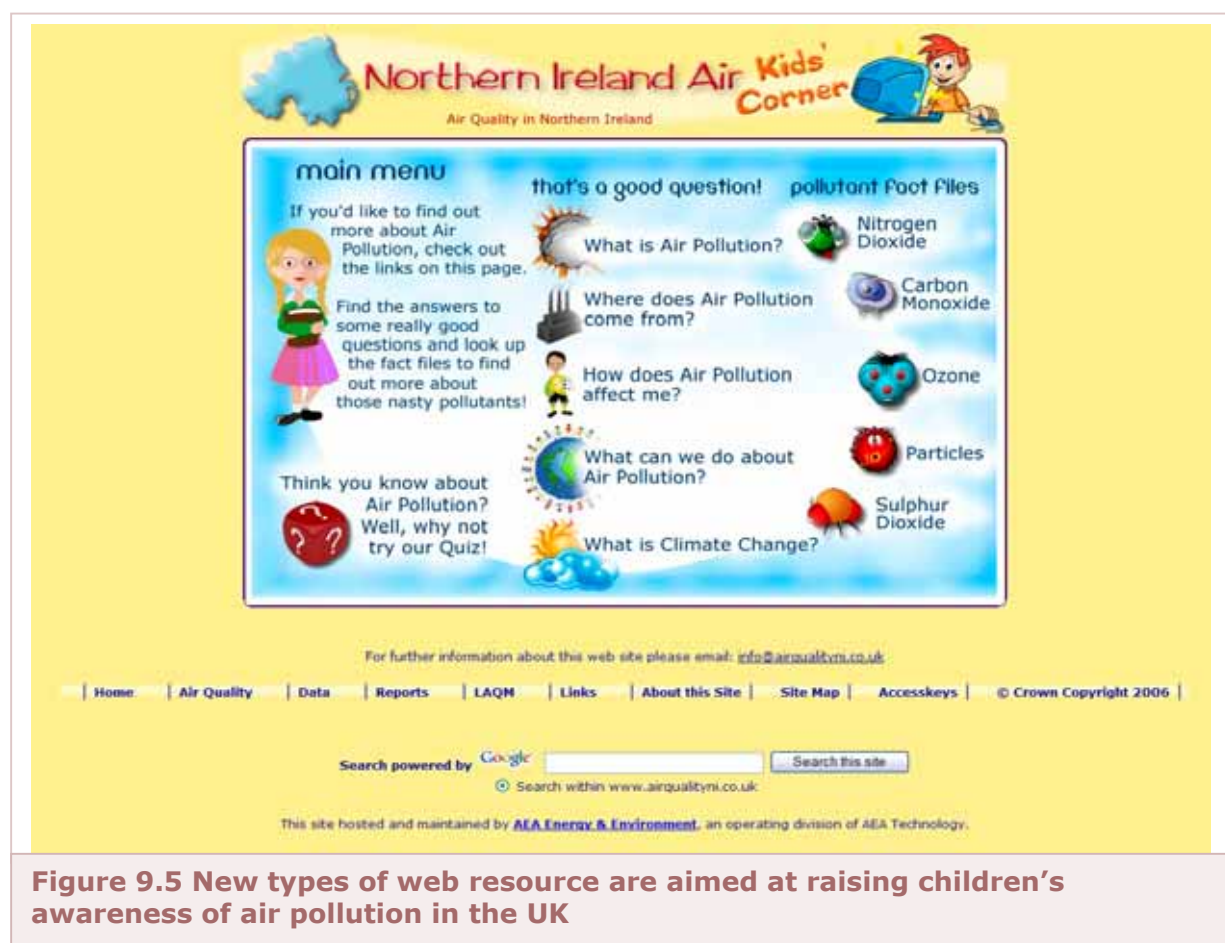 Northern Ireland Air Kids' Corner
Air Quality in Northern Ireland
main menu
If you'd like to find out
more about Air
Pollution, check out
the links on this page.
Find the answers to
some really good
questions and look up
the fact files to find
out more about
those nasty pollutants!
Think you know about
Air Pollution?
Well, why not
try our Quiz!
? ? ?
that's a good question!
What is Air Pollution?
Where does Air Pollution
come from?
How does Air Pollution
affect me?
What can we do about
Air Pollution?
What is Climate Change?
pollutant fact files
Nitrogen
Dioxide
Carbon
Monoxide
Ozone
Particles
Sulphur
Dioxide
For further information about this web site please email: info@airqualityni.co.uk
| Home | Air Quality | Data | Reports | LAQM | Links | About this Site | Site Map | Accesskeys | © Crown Copyright 2006 |
Search powered by Google Search this site
Search within www.airqualityni.co.uk
This site hosted and maintained by AEA Energy & Environment, an operating division of AEA Technology.
Figure 9.5 New types of web resource are aimed at raising children's
awareness of air pollution in the UK